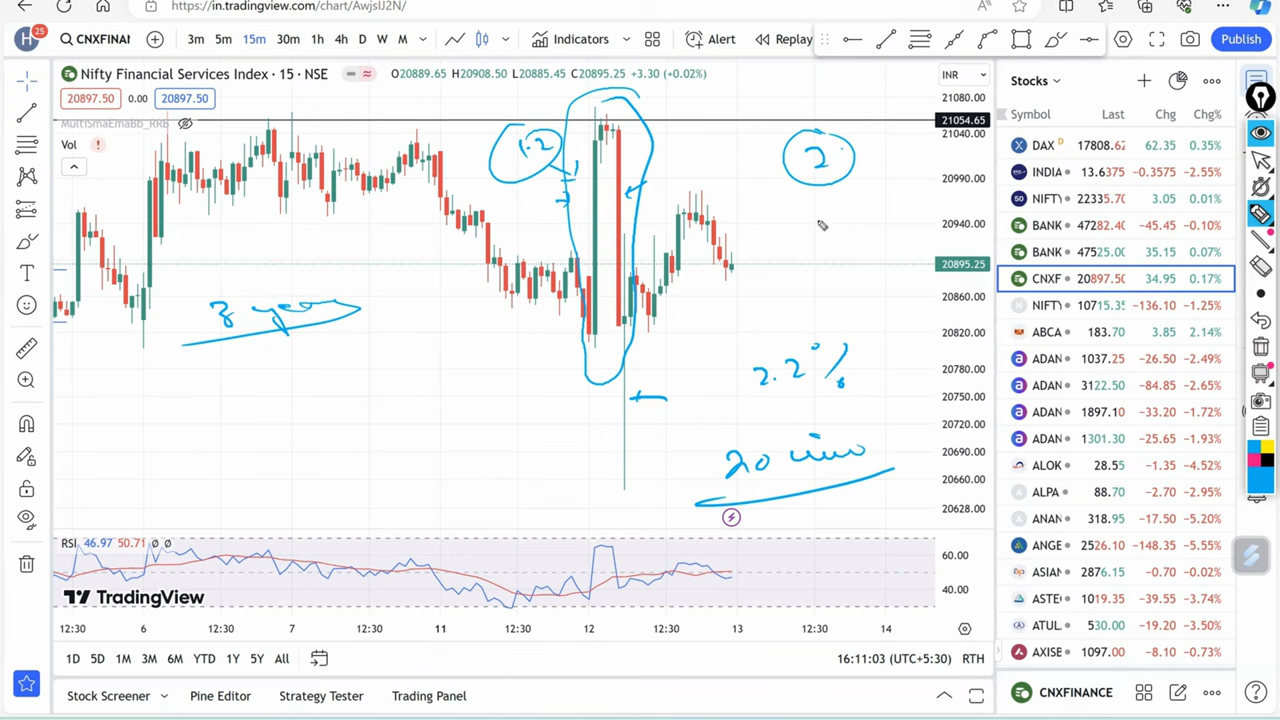 https://in.tradingview.com/chart/AwjsIJ2N/
H 25 CNXFINAN 3m 5m 15m 30m 1h 4h D W M Indicators Alert Replay Publish
Nifty Financial Services Index · 15 · NSE O20889.65 H20908.50 L20885.45 C20895.25 +3.30 (+0.02%)
INR
Stocks
20897.50 0.00 20897.50
MultiSmaEmaBb_RRB
Vol
21080.00
21054.65
21040.00
20990.00
20940.00
20895.25
20860.00
20820.00
20780.00
20750.00
20720.00
20690.00
20660.00
20628.00
1.2
2
3 year
2.2%
20 min
Symbol Last Chg Chg%
DAX D 17808.62 62.35 0.35%
INDIA 13.6375 −0.3575 −2.55%
NIFTY 22335.70 3.05 0.01%
BANK 47282.40 −45.45 −0.10%
BANK 47525.00 35.15 0.07%
CNXF 20897.50 34.95 0.17%
NIFTY 10715.35 −136.10 −1.25%
ABCA 183.70 3.85 2.14%
ADAN 1037.25 −26.50 −2.49%
ADAN 3122.50 −84.85 −2.65%
ADAN 1897.10 −33.20 −1.72%
ADAN 1301.30 −25.65 −1.93%
ALOK 28.55 −1.35 −4.52%
ALPA 88.70 −2.70 −2.95%
ANAN 318.95 −17.50 −5.20%
ANGE 2526.10 −148.35 −5.55%
ASIAN 2876.15 −0.70 −0.02%
ASTE 1019.35 −39.55 −3.74%
ATUL 530.00 −19.20 −3.50%
AXISE 1097.00 −8.10 −0.73%
RSI 46.97 50.71 ∅ ∅
60.00
40.00
TradingView
12:30 6 12:30 7 12:30 11 12:30 12 12:30 13 12:30 14
1D 5D 1M 3M 6M YTD 1Y 5Y All
16:11:03 (UTC+5:30) RTH
Stock Screener Pine Editor Strategy Tester Trading Panel
CNXFINANCE